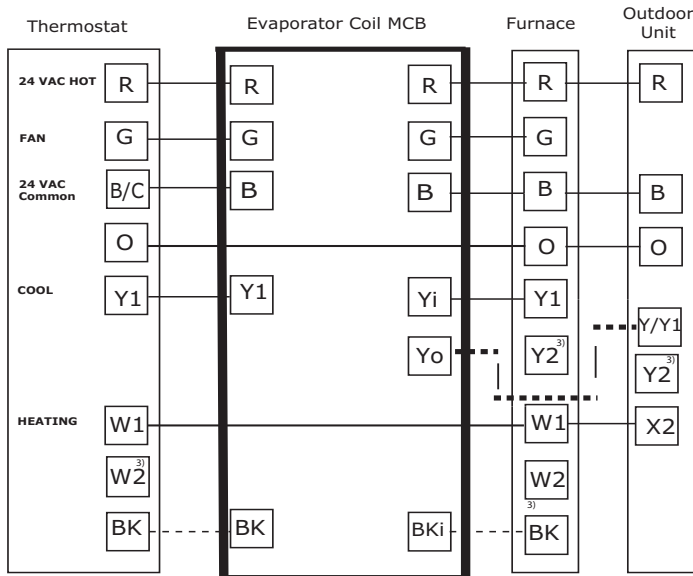 Thermostat Evaporator Coil MCB Furnace Outdoor Unit
24 VAC HOT R R R R R
FAN G G G G
24 VAC Common B/C B B B B
O O O
COOL Y1 Y1 Yi Y1 Y/Y1
Yo Y2 3) Y2 3)
HEATING W1 W1 X2
W2 3) W2
3)
BK BK BKi BK